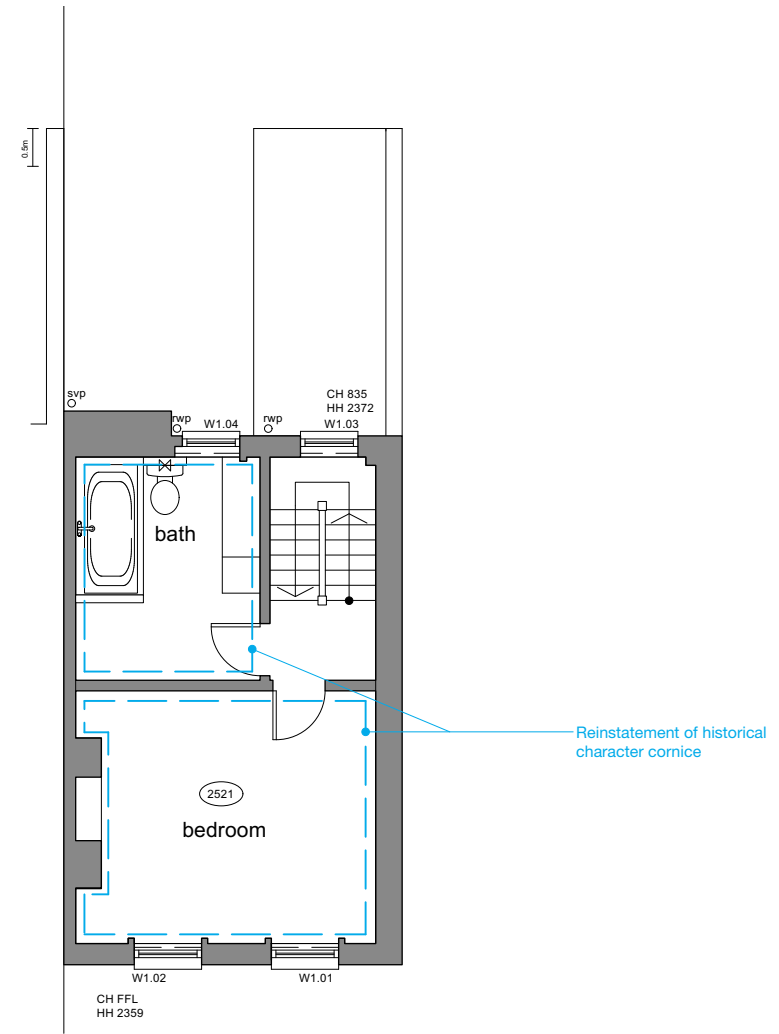 0.5m
svp
CH 835
HH 2372
rwp
W1.04
rwp
W1.03
bath
Reinstatement of historical
character cornice
2521
bedroom
W1.02
W1.01
CH FFL
HH 2359